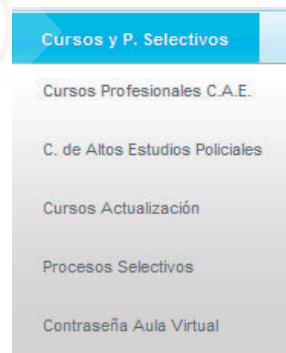 Cursos y P. Selectivos
Cursos Profesionales C.A.E.
C. de Altos Estudios Policiales
Cursos Actualización
Procesos Selectivos
Contraseña Aula Virtual